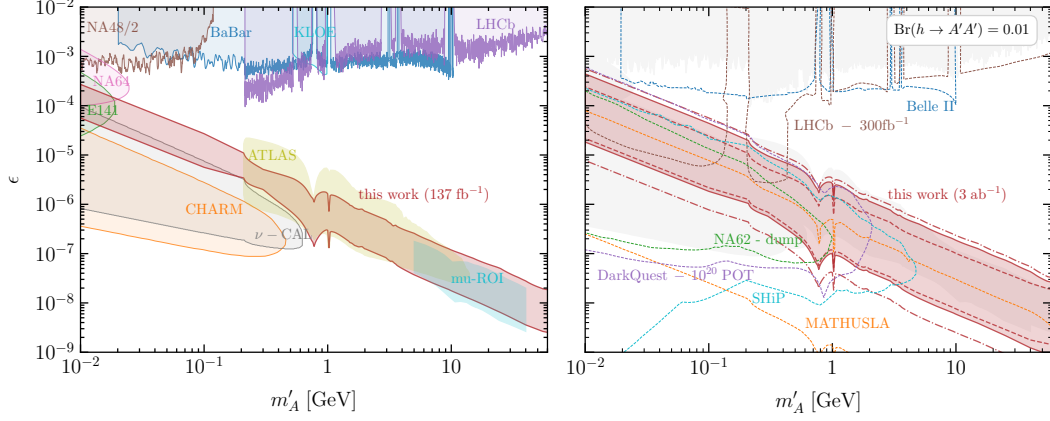 NA48/2
BaBar
KLOE
LHCb
NA64
E141
ATLAS
this work (137 fb⁻¹)
CHARM
ν − CAL
mu-ROI
10⁻²
10⁻³
10⁻⁴
10⁻⁵
10⁻⁶
10⁻⁷
10⁻⁸
10⁻⁹
ϵ
10⁻² 10⁻¹ 1 10
m′_A [GeV]
Br(h → A′A′) = 0.01
Belle II
LHCb − 300fb⁻¹
this work (3 ab⁻¹)
NA62 - dump
DarkQuest − 10²⁰ POT
SHiP
MATHUSLA
10⁻² 10⁻¹ 1 10
m′_A [GeV]